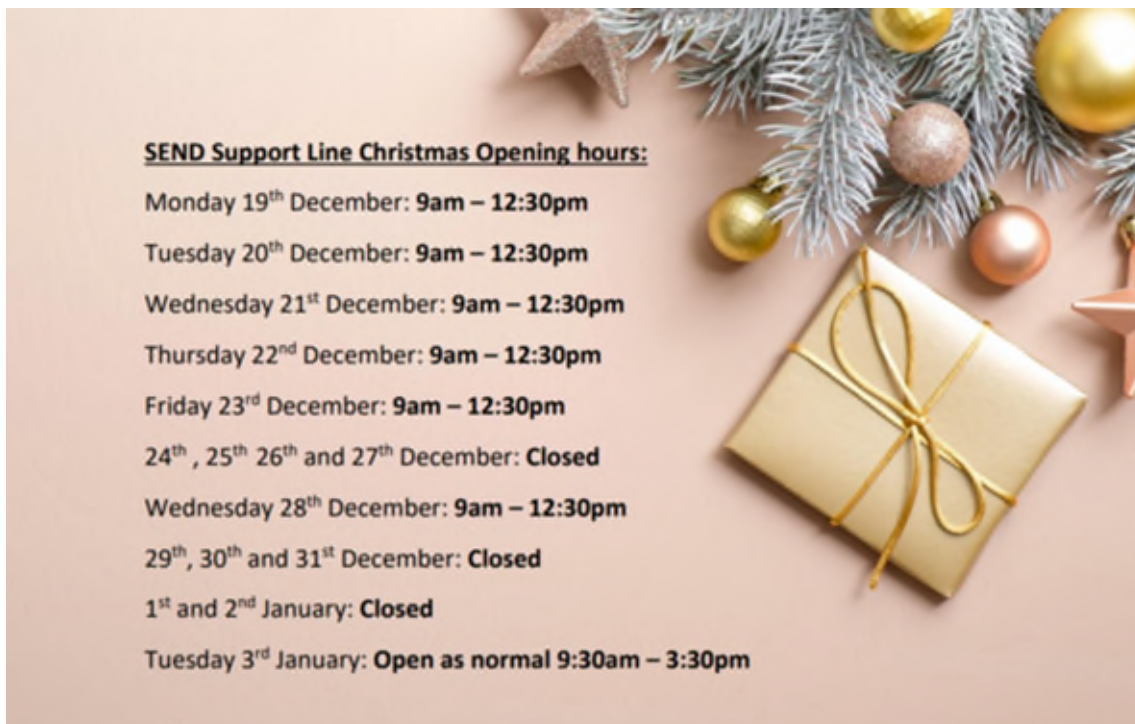 SEND Support Line Christmas Opening hours:
Monday 19th December: 9am – 12:30pm
Tuesday 20th December: 9am – 12:30pm
Wednesday 21st December: 9am – 12:30pm
Thursday 22nd December: 9am – 12:30pm
Friday 23rd December: 9am – 12:30pm
24th , 25th 26th and 27th December: Closed
Wednesday 28th December: 9am – 12:30pm
29th, 30th and 31st December: Closed
1st and 2nd January: Closed
Tuesday 3rd January: Open as normal 9:30am – 3:30pm